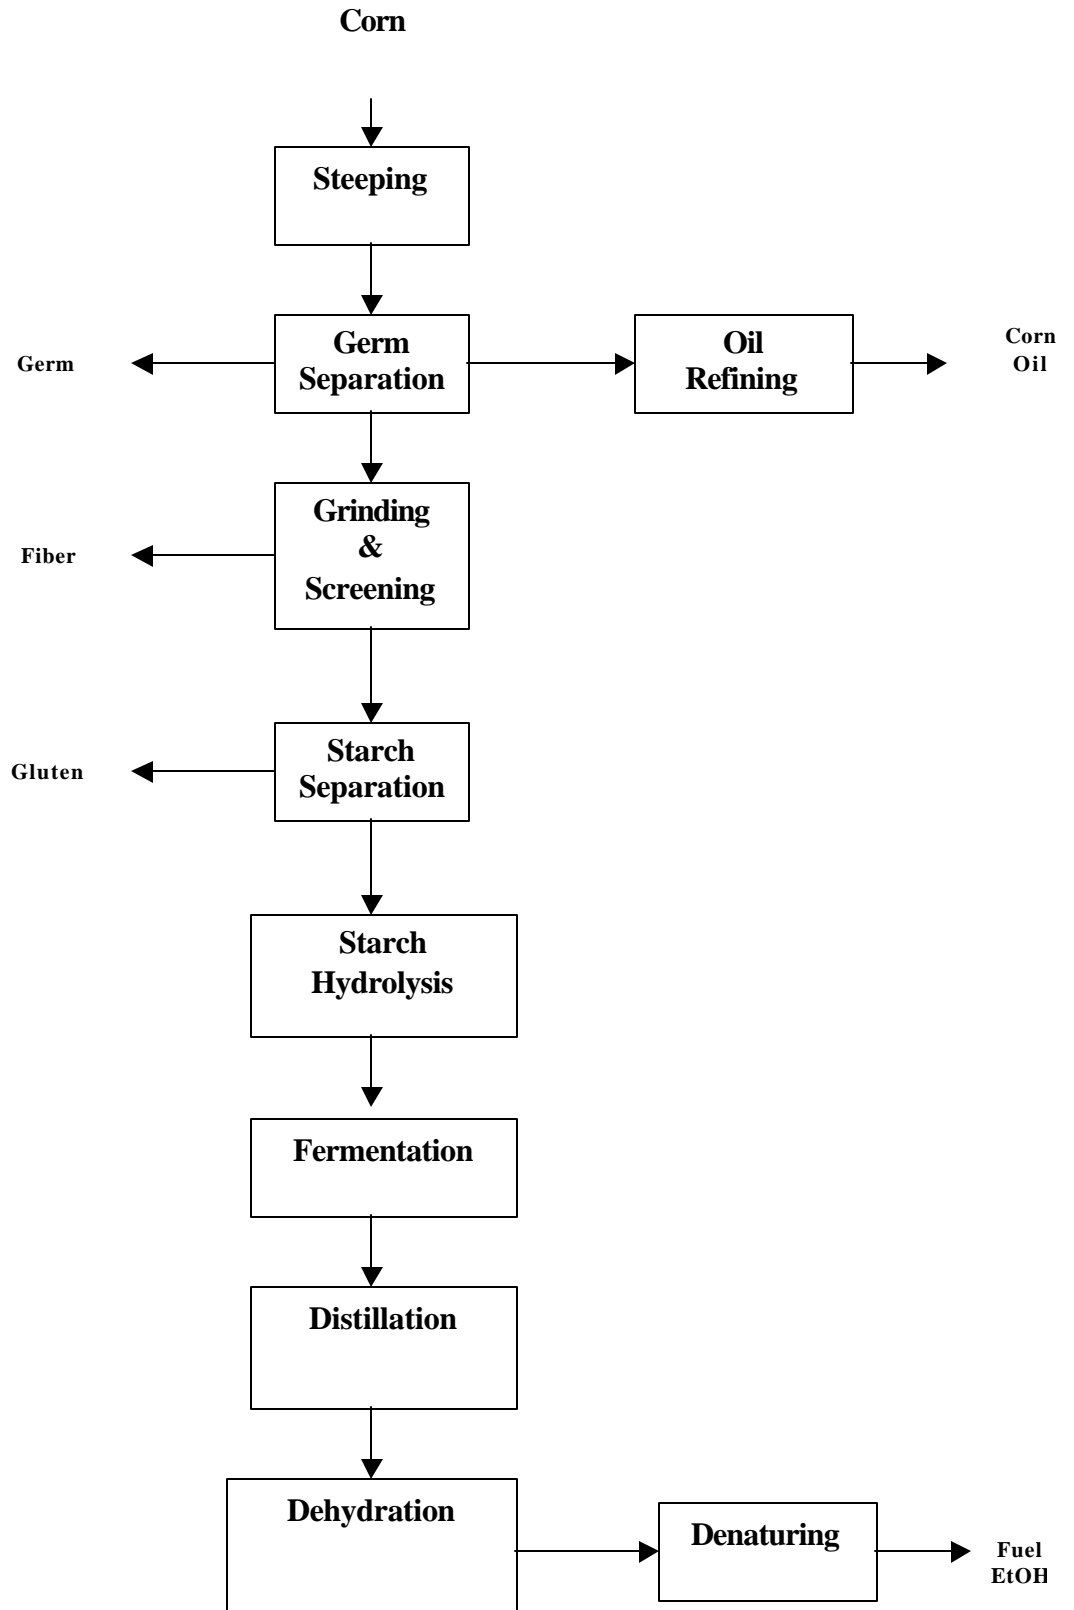 Corn
Steeping
Germ
Germ
Separation
Oil
Refining
Corn
Oil
Fiber
Grinding
&
Screening
Gluten
Starch
Separation
Starch
Hydrolysis
Fermentation
Distillation
Dehydration
Denaturing
Fuel
EtOH